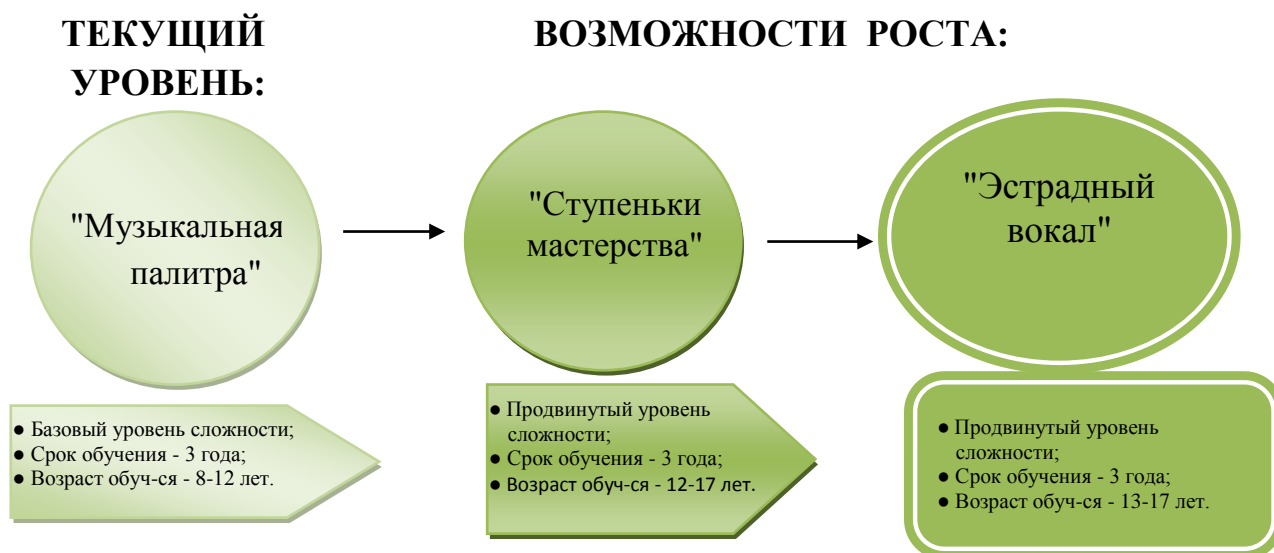 ТЕКУЩИЙ
УРОВЕНЬ:
ВОЗМОЖНОСТИ РОСТА:
"Музыкальная
палитра"
"Ступеньки
мастерства"
"Эстрадный
вокал"
● Базовый уровень сложности;
● Срок обучения - 3 года;
● Возраст обуч-ся - 8-12 лет.
● Продвинутый уровень
сложности;
● Срок обучения - 3 года;
● Возраст обуч-ся - 12-17 лет.
● Продвинутый уровень
сложности;
● Срок обучения - 3 года;
● Возраст обуч-ся - 13-17 лет.